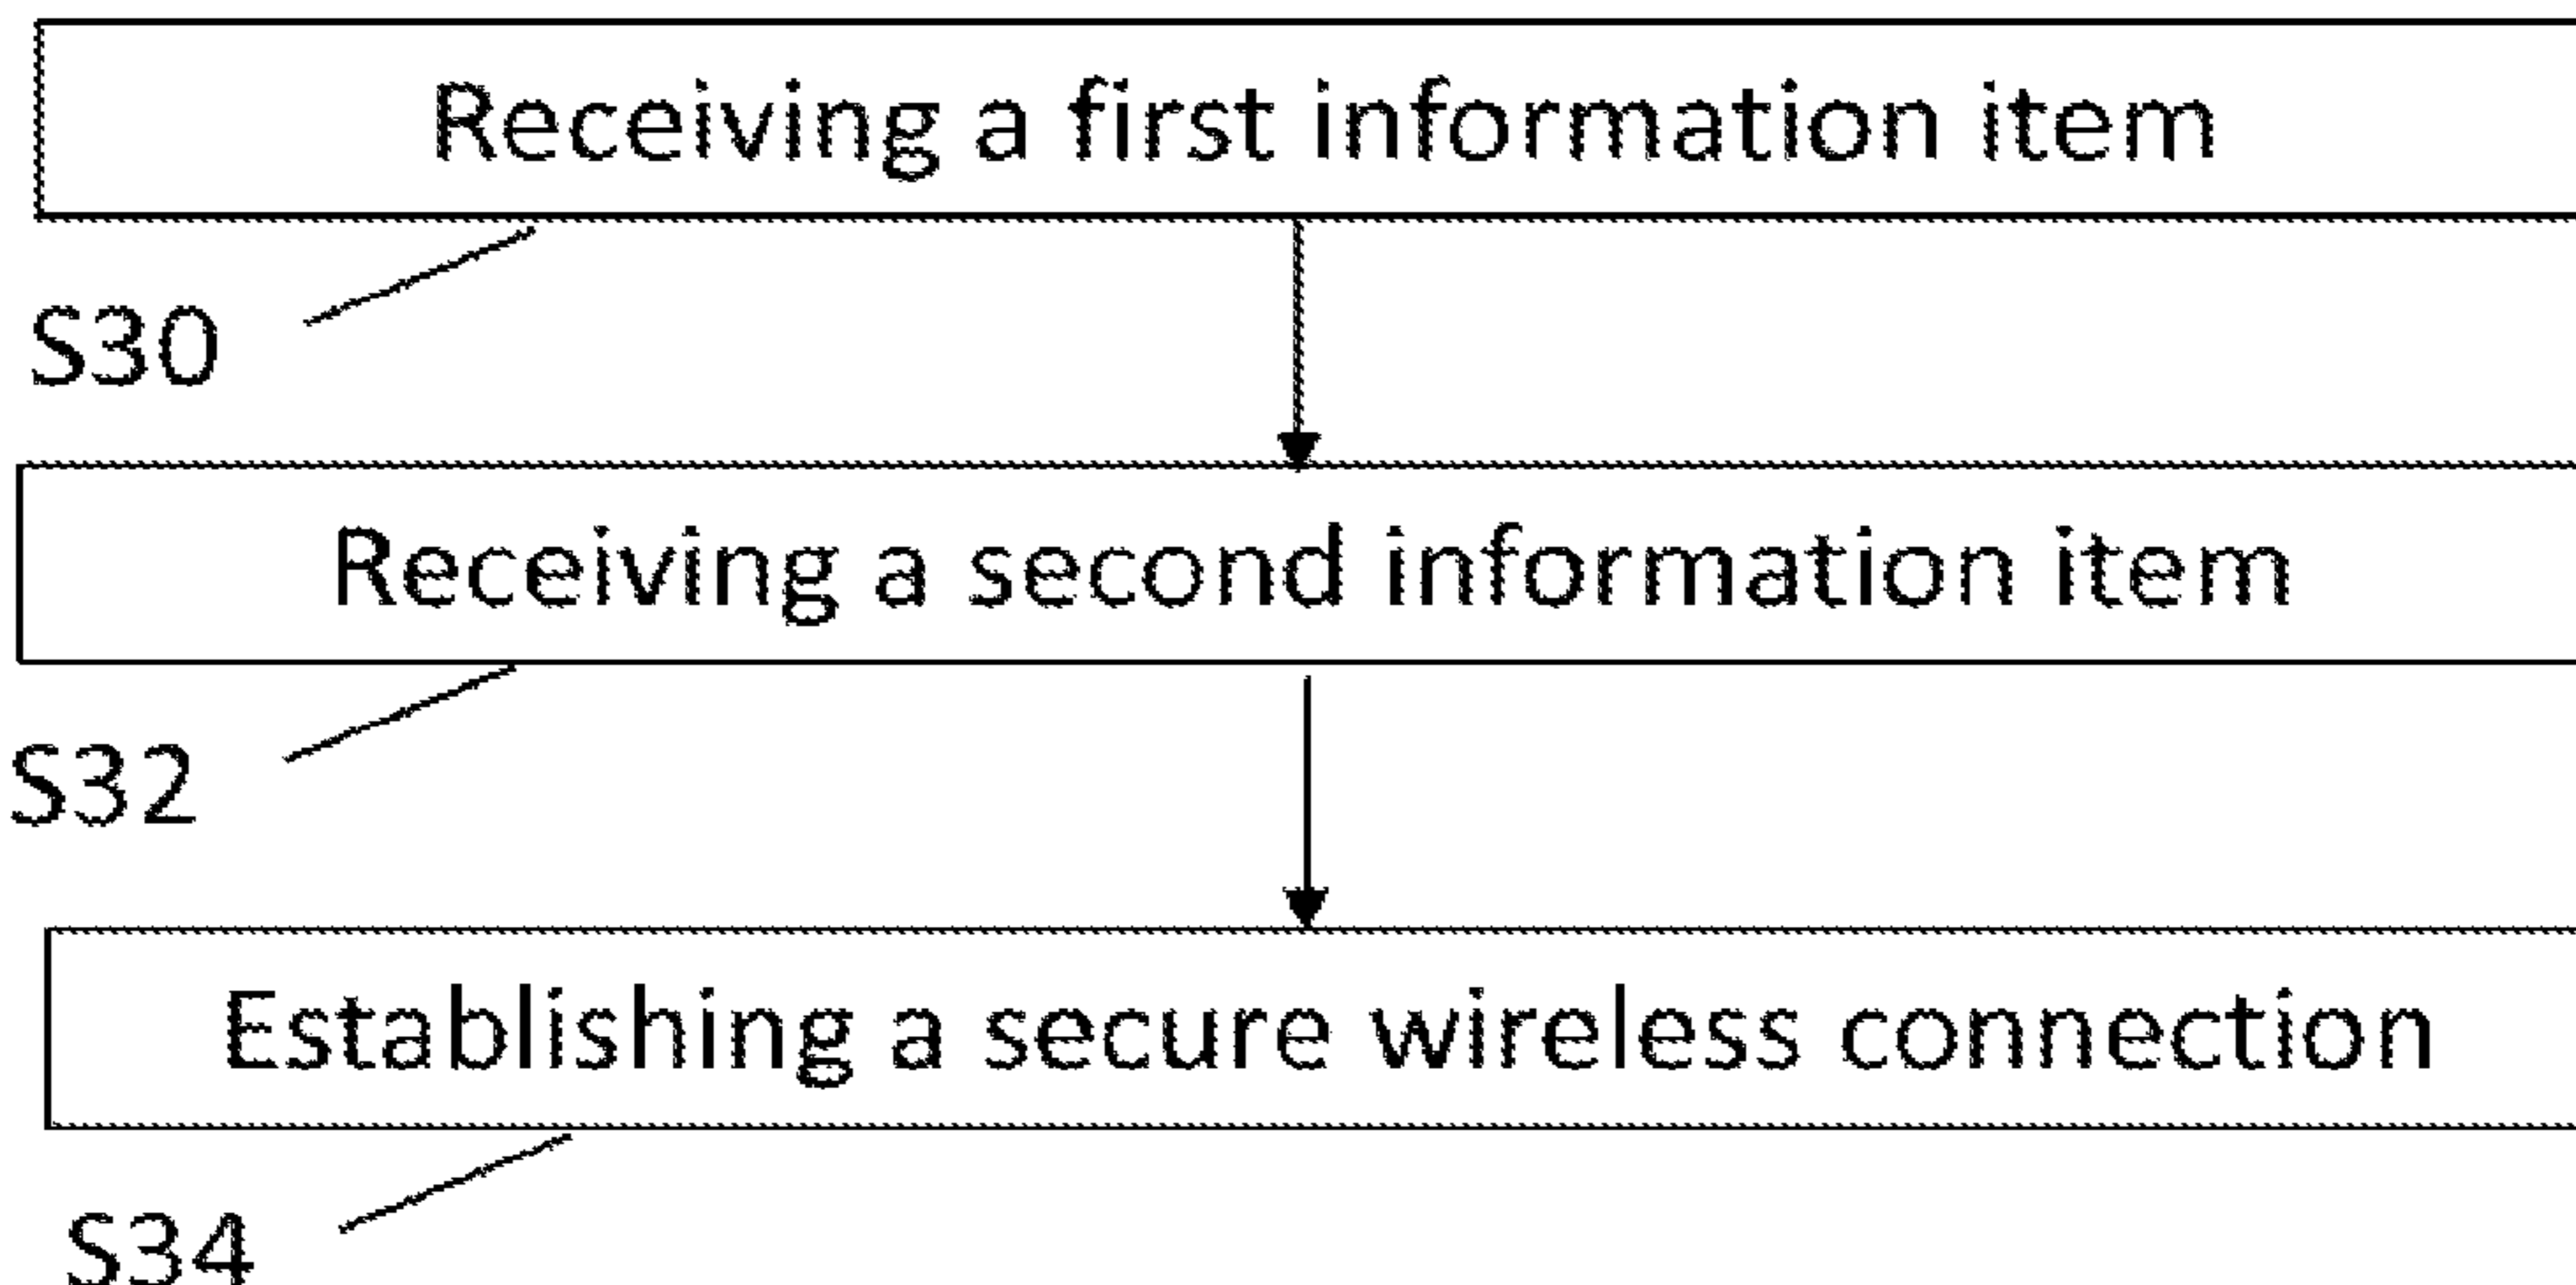 Receiving a first information item
S30
Receiving a second information item
S32
Establishing a secure wireless connection
S34